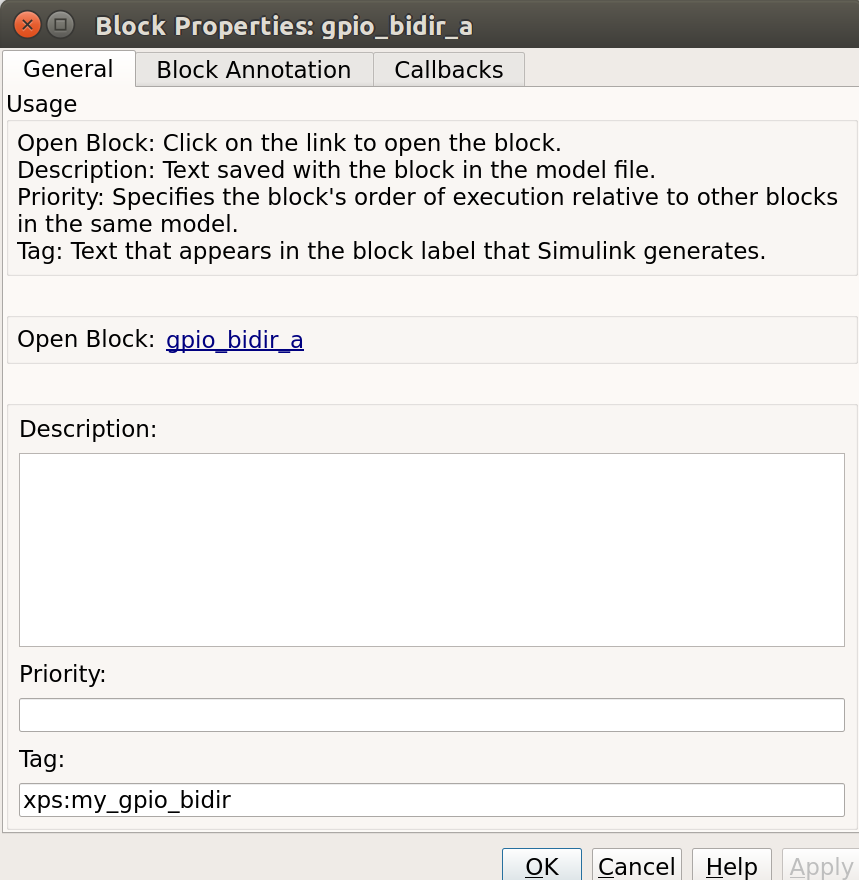 Block Properties: gpio_bidir_a
General Block Annotation Callbacks
Usage
Open Block: Click on the link to open the block.
Description: Text saved with the block in the model file.
Priority: Specifies the block's order of execution relative to other blocks
in the same model.
Tag: Text that appears in the block label that Simulink generates.
Open Block: gpio_bidir_a
Description:
Priority:
Tag:
xps:my_gpio_bidir
OK Cancel Help Apply